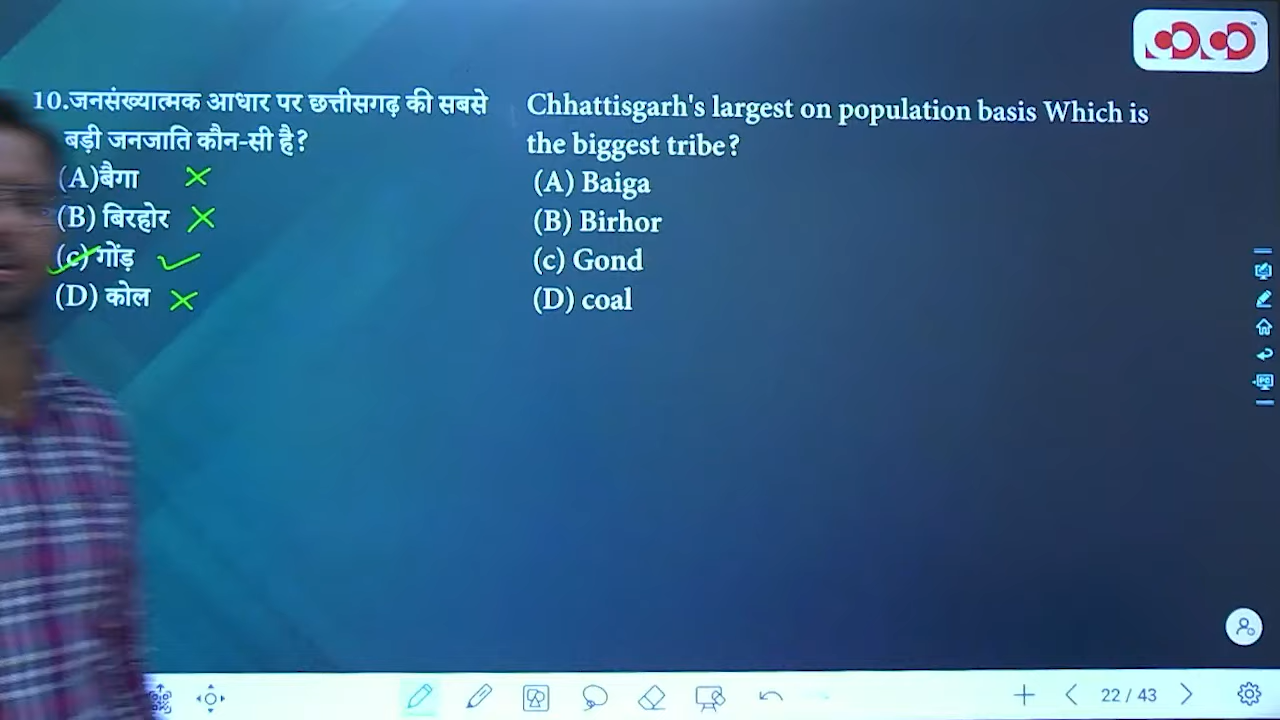 10.जनसंख्यात्मक आधार पर छत्तीसगढ़ की सबसे
बड़ी जनजाति कौन-सी है?
(A)बैगा
(B) बिरहोर
(c) गोंड़
(D) कोल
Chhattisgarh's largest on population basis Which is
the biggest tribe?
(A) Baiga
(B) Birhor
(c) Gond
(D) coal
22 / 43